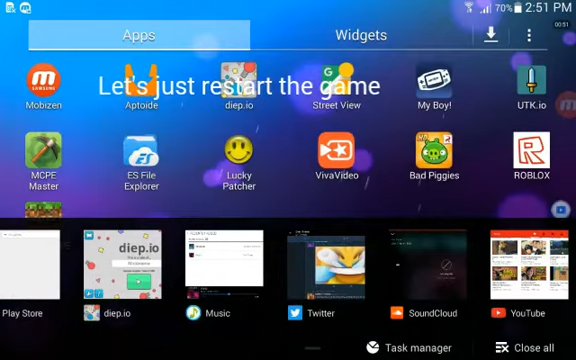 70% 2:51 PM
00:51
Apps
Widgets
Let's just restart the game
Mobizen
Aptoide
diep.io
Street View
My Boy!
UTK.io
MCPE Master
ES File Explorer
Lucky Patcher
VivaVideo
Bad Piggies
ROBLOX
diep.io
Play Store
diep.io
Music
Twitter
SoundCloud
YouTube
Task manager
Close all